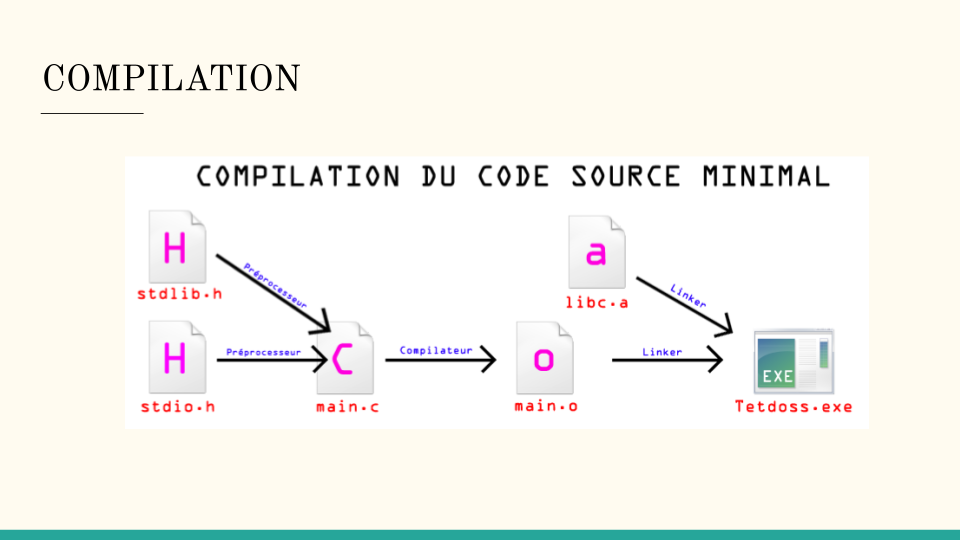 COMPILATION
COMPILATION DU CODE SOURCE MINIMAL
H
stdlib.h
Préprocesseur
a
libc.a
Linker
H
stdio.h
Préprocesseur
C
main.c
Compilateur
o
main.o
Linker
EXE
Tetdoss.exe